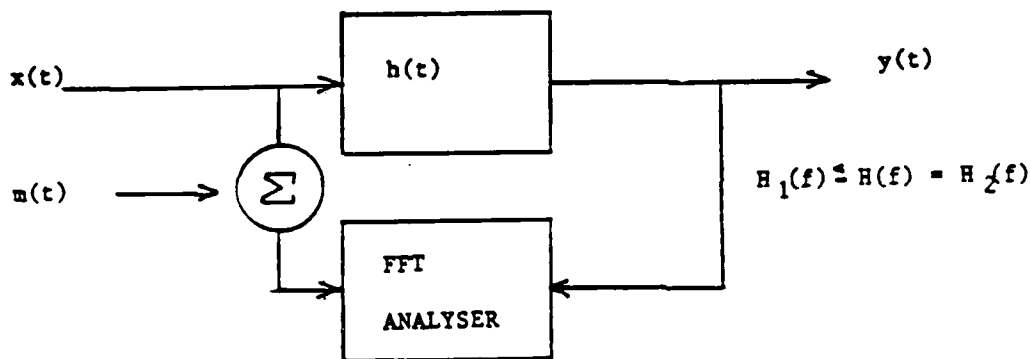 x(t)
h(t)
y(t)
m(t)
Σ
H₁(f) ≤ H(f) = H₂(f)
FFT
ANALYSER